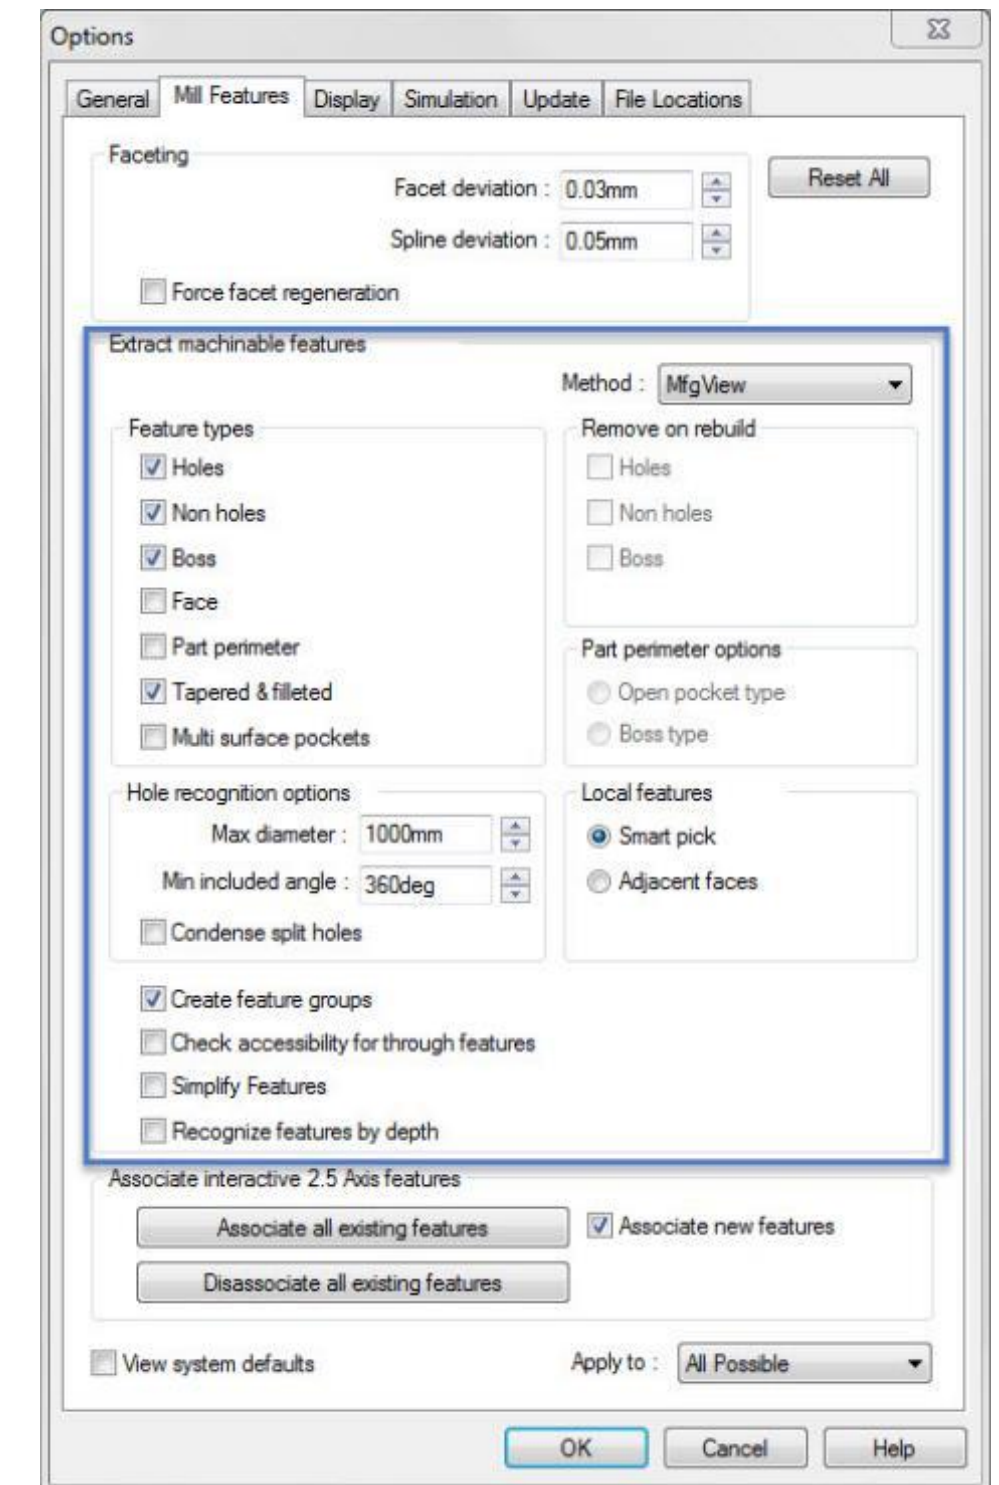 Options
General Mill Features Display Simulation Update File Locations
Faceting
Facet deviation : 0.03mm
Reset All
Spline deviation : 0.05mm
Force facet regeneration
Extract machinable features
Method : MfgView
Feature types
Holes
Non holes
Boss
Face
Part perimeter
Tapered & filleted
Multi surface pockets
Remove on rebuild
Holes
Non holes
Boss
Part perimeter options
Open pocket type
Boss type
Hole recognition options
Max diameter : 1000mm
Min included angle : 360deg
Condense split holes
Local features
Smart pick
Adjacent faces
Create feature groups
Check accessibility for through features
Simplify Features
Recognize features by depth
Associate interactive 2.5 Axis features
Associate all existing features
Associate new features
Disassociate all existing features
View system defaults
Apply to : All Possible
OK Cancel Help